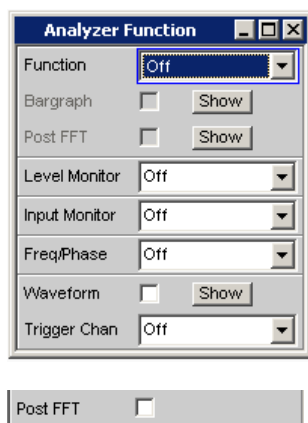 Analyzer Function
Function Off
Bargraph Show
Post FFT Show
Level Monitor Off
Input Monitor Off
Freq/Phase Off
Waveform Show
Trigger Chan Off
Post FFT